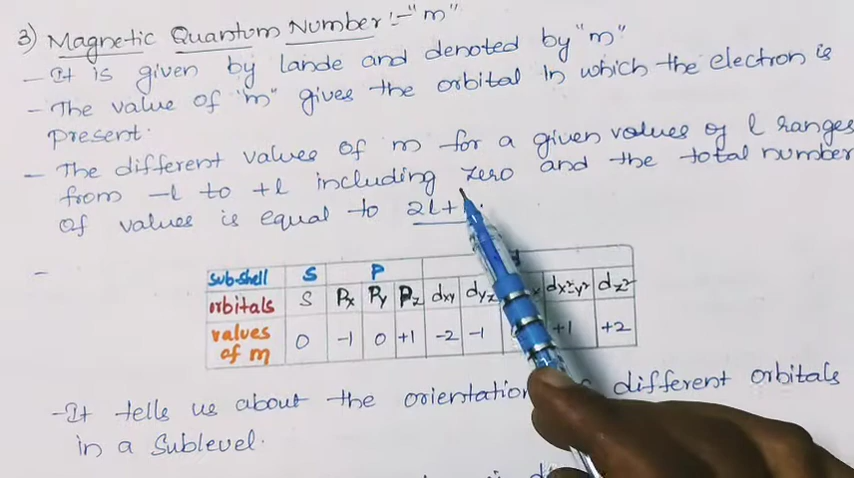 3) Magnetic Quantum Number :- "m"
- It is given by lande and denoted by "m"
- The value of "m" gives the orbital in which the electron is
present.
- The different values of m for a given values of l ranges
from -l to +l including zero and the total number
of values is equal to 2l+
-
sub-shell S P
orbitals S Px Py Pz dxy dyz dx²-y² dz²
values of m 0 -1 0 +1 -2 -1 +1 +2
- It tells us about the orientation different orbitals
in a sublevel.